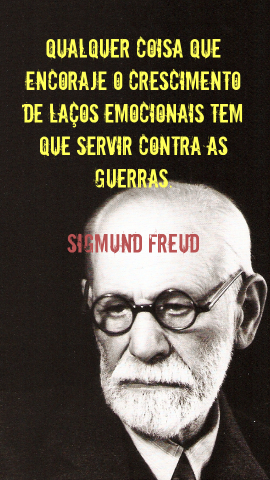 QUALQUER COISA QUE
ENCORAJE O CRESCIMENTO
DE LAÇOS EMOCIONAIS TEM
QUE SERVIR CONTRA AS
GUERRAS.
SIGMUND FREUD